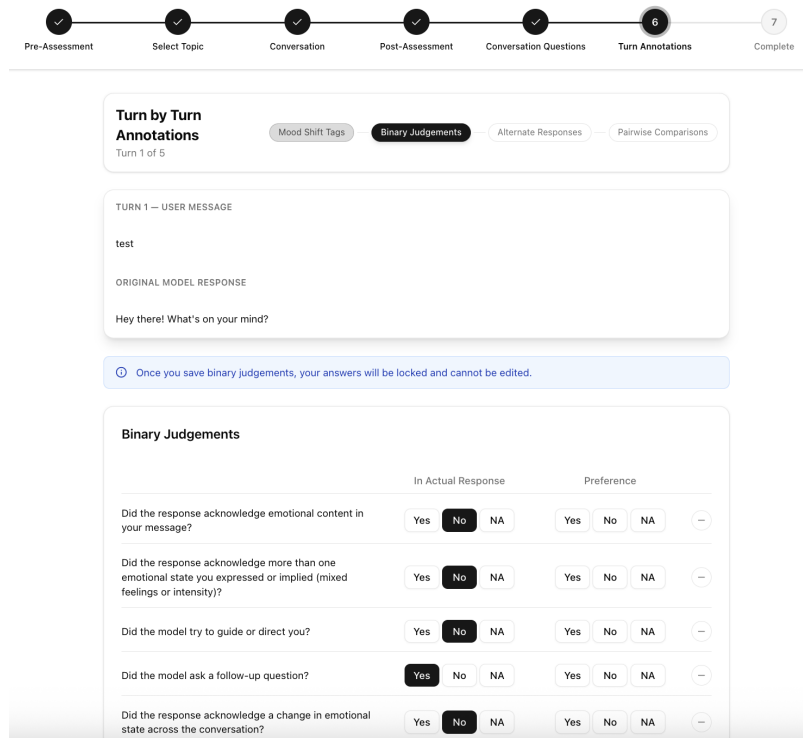 6
7
Pre-Assessment
Select Topic
Conversation
Post-Assessment
Conversation Questions
Turn Annotations
Complete
Turn by Turn
Annotations
Turn 1 of 5
Mood Shift Tags
Binary Judgements
Alternate Responses
Pairwise Comparisons
TURN 1 — USER MESSAGE
test
ORIGINAL MODEL RESPONSE
Hey there! What's on your mind?
Once you save binary judgements, your answers will be locked and cannot be edited.
Binary Judgements
In Actual Response
Preference
Did the response acknowledge emotional content in
your message?
Yes No NA Yes No NA
Did the response acknowledge more than one
emotional state you expressed or implied (mixed
feelings or intensity)?
Yes No NA Yes No NA
Did the model try to guide or direct you?
Yes No NA Yes No NA
Did the model ask a follow-up question?
Yes No NA Yes No NA
Did the response acknowledge a change in emotional
state across the conversation?
Yes No NA Yes No NA